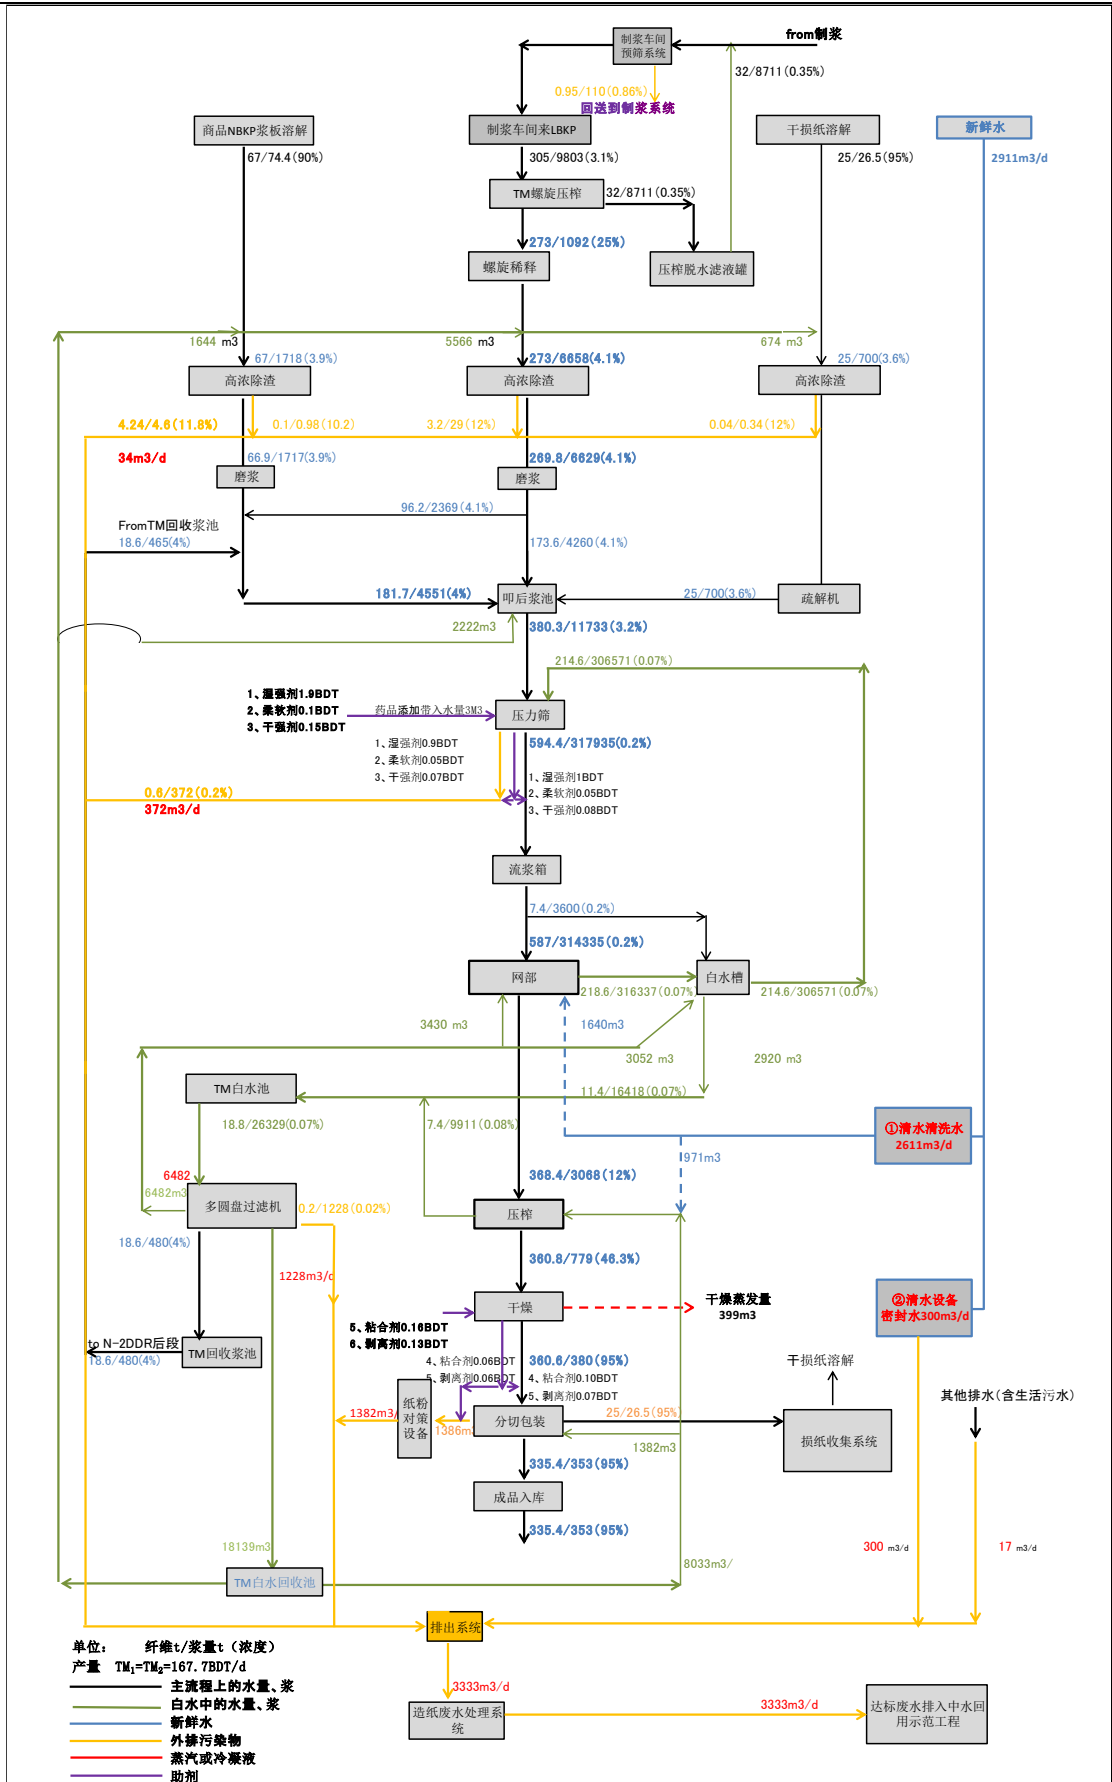 from制浆
制浆车间
预筛系统
32/8711(0.35%)
0.95/110(0.86%)
回送到制浆系统
商品NBKP浆板溶解
制浆车间来LBKP
干损纸溶解
新鲜水
67/74.4(90%)
305/9803(3.1%)
25/26.5(95%)
2911m3/d
TM螺旋压榨
32/8711(0.35%)
273/1092(25%)
螺旋稀释
压榨脱水滤液罐
1644 m3
5566 m3
674 m3
67/1718(3.9%)
273/6658(4.1%)
25/700(3.6%)
高浓除渣
高浓除渣
高浓除渣
4.24/4.6(11.8%)
0.1/0.98(10.2)
3.2/29(12%)
0.04/0.34(12%)
34m3/d
66.9/1717(3.9%)
269.8/6629(4.1%)
磨浆
磨浆
96.2/2369(4.1%)
FromTM回收浆池
18.6/465(4%)
173.6/4260(4.1%)
181.7/4551(4%)
叩后浆池
25/700(3.6%)
疏解机
2222m3
380.3/11733(3.2%)
214.6/306571(0.07%)
1、湿强剂1.9BDT
2、柔软剂0.1BDT
3、干强剂0.15BDT
药品添加带入水量3M3
压力筛
594.4/317935(0.2%)
1、湿强剂0.9BDT
2、柔软剂0.05BDT
3、干强剂0.07BDT
1、湿强剂1BDT
2、柔软剂0.05BDT
3、干强剂0.08BDT
0.6/372(0.2%)
372m3/d
流浆箱
7.4/3600(0.2%)
587/314335(0.2%)
网部
白水槽
218.6/316337(0.07%)
214.6/306571(0.07%)
3430 m3
1640m3
3052 m3
2920 m3
TM白水池
11.4/16418(0.07%)
18.8/26329(0.07%)
7.4/9911(0.08%)
①清水清洗水
2611m3/d
971m3
6482
6482m3
368.4/3068(12%)
多圆盘过滤机
0.2/1228(0.02%)
压榨
18.6/480(4%)
360.8/779(46.3%)
1228m3/d
干燥
干燥蒸发量
399m3
②清水设备
密封水300m3/d
5、粘合剂0.16BDT
6、剥离剂0.13BDT
to N-2DDR后段
18.6/480(4%)
TM回收浆池
4、粘合剂0.06BDT
5、剥离剂0.06BDT
360.6/380(95%)
4、粘合剂0.10BDT
5、剥离剂0.07BDT
干损纸溶解
其他排水(含生活污水)
纸粉
对策
设备
1382m3/
1386m
分切包装
25/26.5(95%)
1382m3
损纸收集系统
335.4/353(95%)
成品入库
335.4/353(95%)
18139m3
8033m3/
300 m3/d
17 m3/d
TM白水回收池
排出系统
单位: 纤维t/浆量t（浓度）
产量 TM₁=TM₂=167.7BDT/d
主流程上的水量、浆
白水中的水量、浆
新鲜水
外排污染物
蒸汽或冷凝液
助剂
3333m3/d
造纸废水处理系
统
3333m3/d
达标废水排入中水回
用示范工程